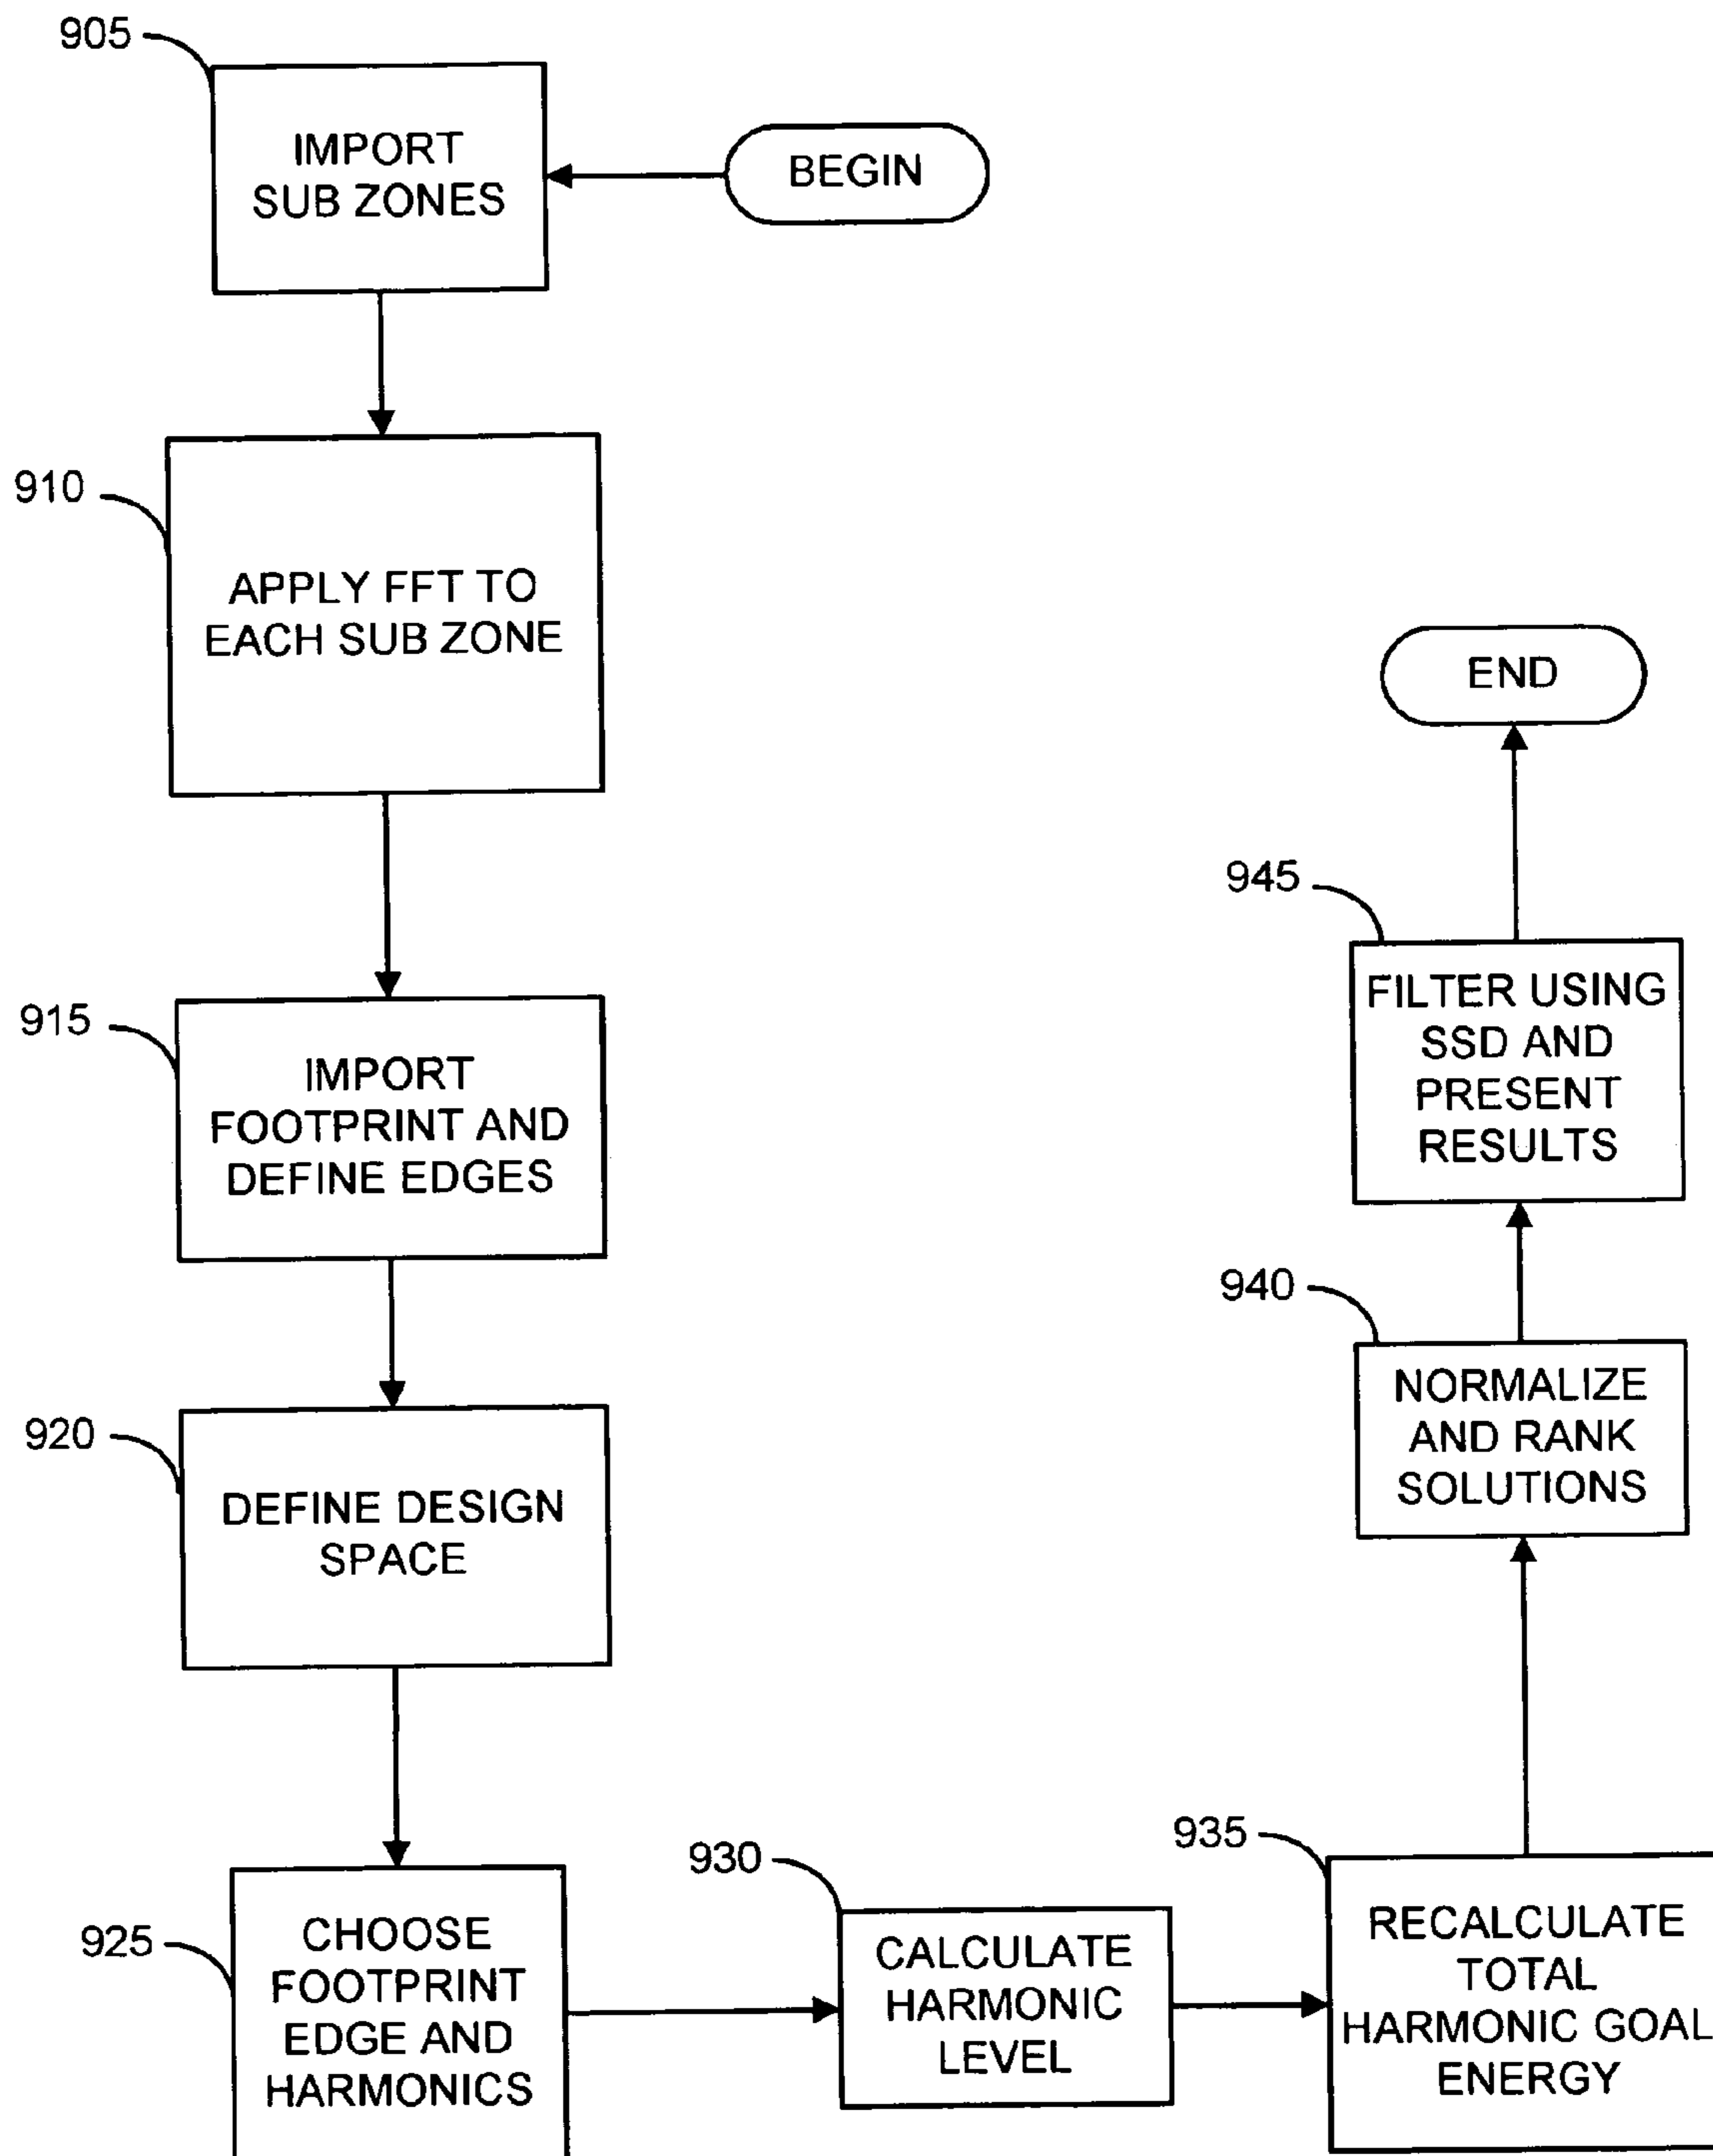 905
IMPORT
SUB ZONES
BEGIN
910
APPLY FFT TO
EACH SUB ZONE
915
IMPORT
FOOTPRINT AND
DEFINE EDGES
920
DEFINE DESIGN
SPACE
925
CHOOSE
FOOTPRINT
EDGE AND
HARMONICS
930
CALCULATE
HARMONIC
LEVEL
935
RECALCULATE
TOTAL
HARMONIC GOAL
ENERGY
940
NORMALIZE
AND RANK
SOLUTIONS
945
FILTER USING
SSD AND
PRESENT
RESULTS
END